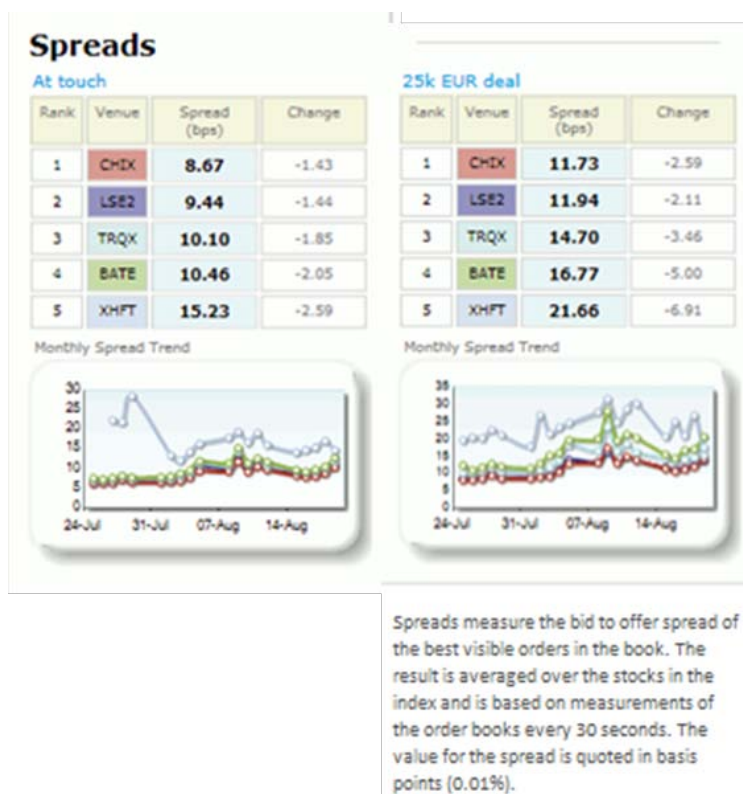 Spreads
At touch
Rank Venue Spread (bps) Change
1 CHIX 8.67 -1.43
2 LSE2 9.44 -1.44
3 TRQX 10.10 -1.85
4 BATE 10.46 -2.05
5 XHFT 15.23 -2.59
Monthly Spread Trend
30
25
20
15
10
5
0
24-Jul 31-Jul 07-Aug 14-Aug
25k EUR deal
Rank Venue Spread (bps) Change
1 CHIX 11.73 -2.59
2 LSE2 11.94 -2.11
3 TRQX 14.70 -3.46
4 BATE 16.77 -5.00
5 XHFT 21.66 -6.91
Monthly Spread Trend
35
30
25
20
15
10
5
0
24-Jul 31-Jul 07-Aug 14-Aug
Spreads measure the bid to offer spread of
the best visible orders in the book. The
result is averaged over the stocks in the
index and is based on measurements of
the order books every 30 seconds. The
value for the spread is quoted in basis
points (0.01%).